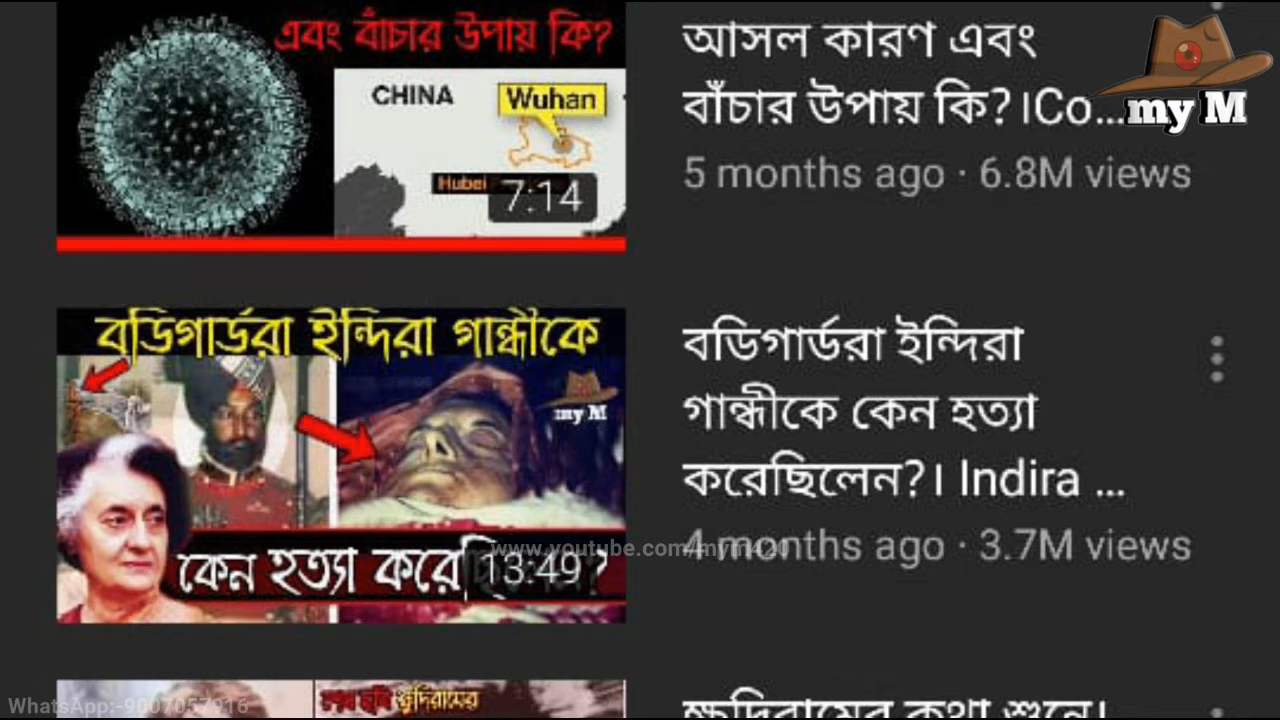 এবং বাঁচার উপায় কি?
CHINA
Wuhan
Hubei
7:14
আসল কারণ এবং
বাঁচার উপায় কি?।Co...
5 months ago · 6.8M views
my M
বডিগার্ডরা ইন্দিরা গান্ধীকে
my M
কেন হত্যা করে
13:49
?
বডিগার্ডরা ইন্দিরা
গান্ধীকে কেন হত্যা
করেছিলেন?। Indira ...
www.youtube.com/mym420
4 months ago · 3.7M views
ক্ষুদিরামের
ক্ষুদিরামের কথা শুনে।
WhatsApp:-9007057916